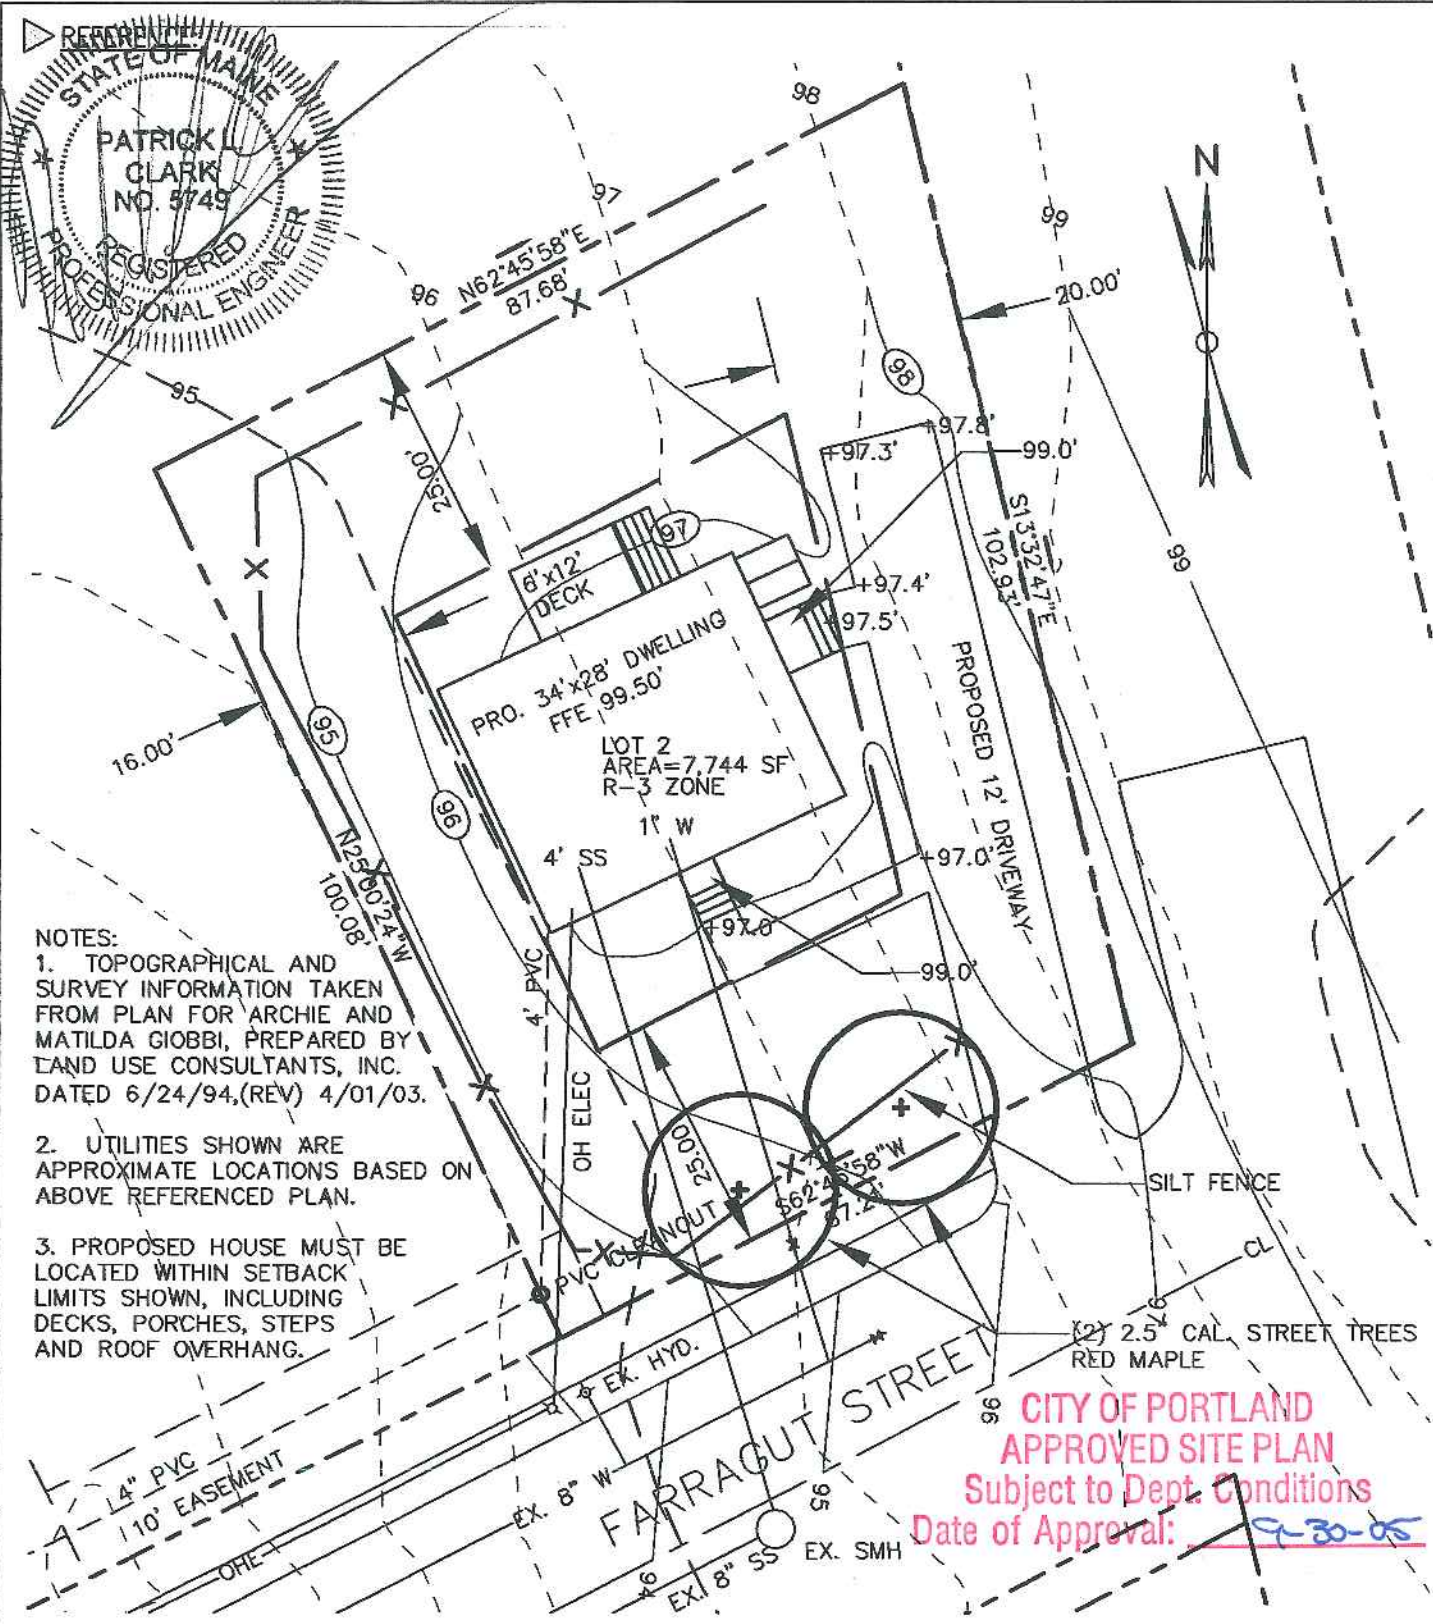 REFERENCE:
STATE OF MAINE
PATRICK L.
CLARK
NO. 5749
REGISTERED
PROFESSIONAL ENGINEER
98
97
N62°45'58"E
87.68'
96
95
99
N
20.00'
98
25.00'
+97.8'
+97.3'
99.0'
97
6'x12'
DECK
S13°32'47"E
102.93'
99
+97.4'
+97.5'
PRO. 34'x28' DWELLING
FFE 99.50'
LOT 2
AREA=7,744 SF
R-3 ZONE
PROPOSED 12' DRIVEWAY
16.00'
95
96
1" W
4' SS
+97.0'
N25°00'24"W
100.08'
+97.0
99.0'
4' PVC
NOTES:
1. TOPOGRAPHICAL AND
SURVEY INFORMATION TAKEN
FROM PLAN FOR ARCHIE AND
MATILDA GIOBBI, PREPARED BY
LAND USE CONSULTANTS, INC.
DATED 6/24/94,(REV) 4/01/03.
2. UTILITIES SHOWN ARE
APPROXIMATE LOCATIONS BASED ON
ABOVE REFERENCED PLAN.
3. PROPOSED HOUSE MUST BE
LOCATED WITHIN SETBACK
LIMITS SHOWN, INCLUDING
DECKS, PORCHES, STEPS
AND ROOF OVERHANG.
OH ELEC
25.00
S62°45'58"W
87.24'
SILT FENCE
PVC CLEANOUT
CL
97
(2) 2.5" CAL. STREET TREES
RED MAPLE
EX. HYD.
FARRAGUT STREET
96
95
94
4" PVC
10' EASEMENT
EX. 8" W
OHE
EX. 8" SS
EX. SMH
CITY OF PORTLAND
APPROVED SITE PLAN
Subject to Dept. Conditions
Date of Approval: 9-30-05